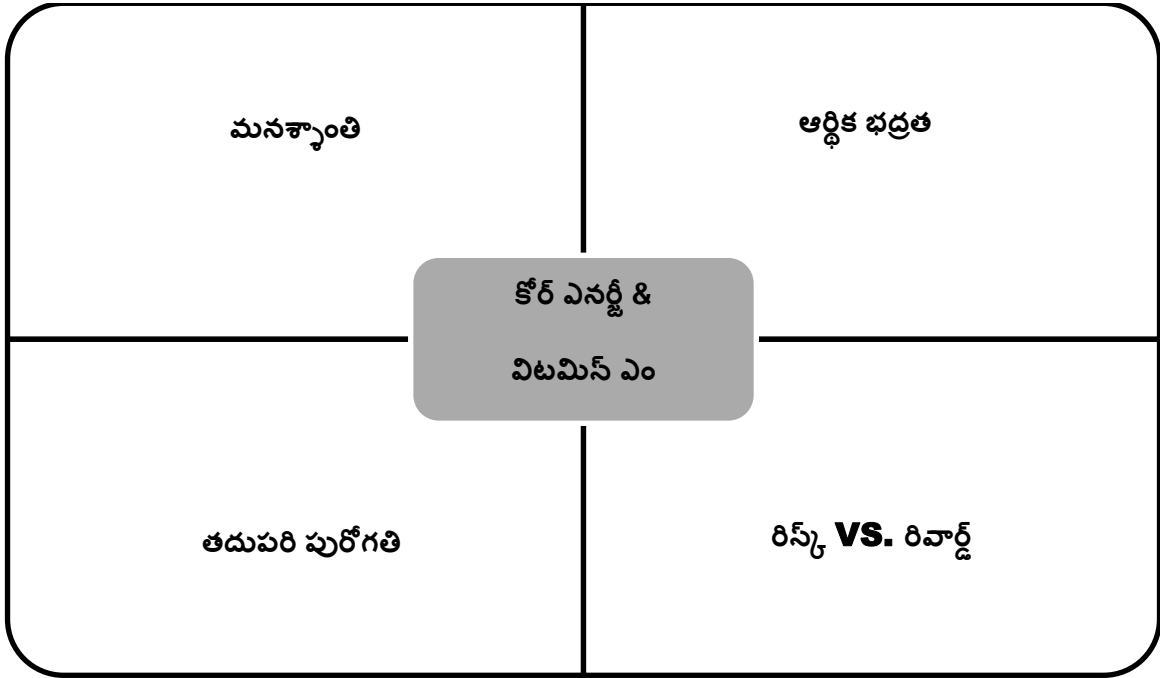 మనశ్శాంతి
ఆర్థిక భద్రత
కోర్ ఎనర్జీ &
విటమిన్ ఎం
తదుపరి పురోగతి
రిస్క్ VS. రివార్డ్